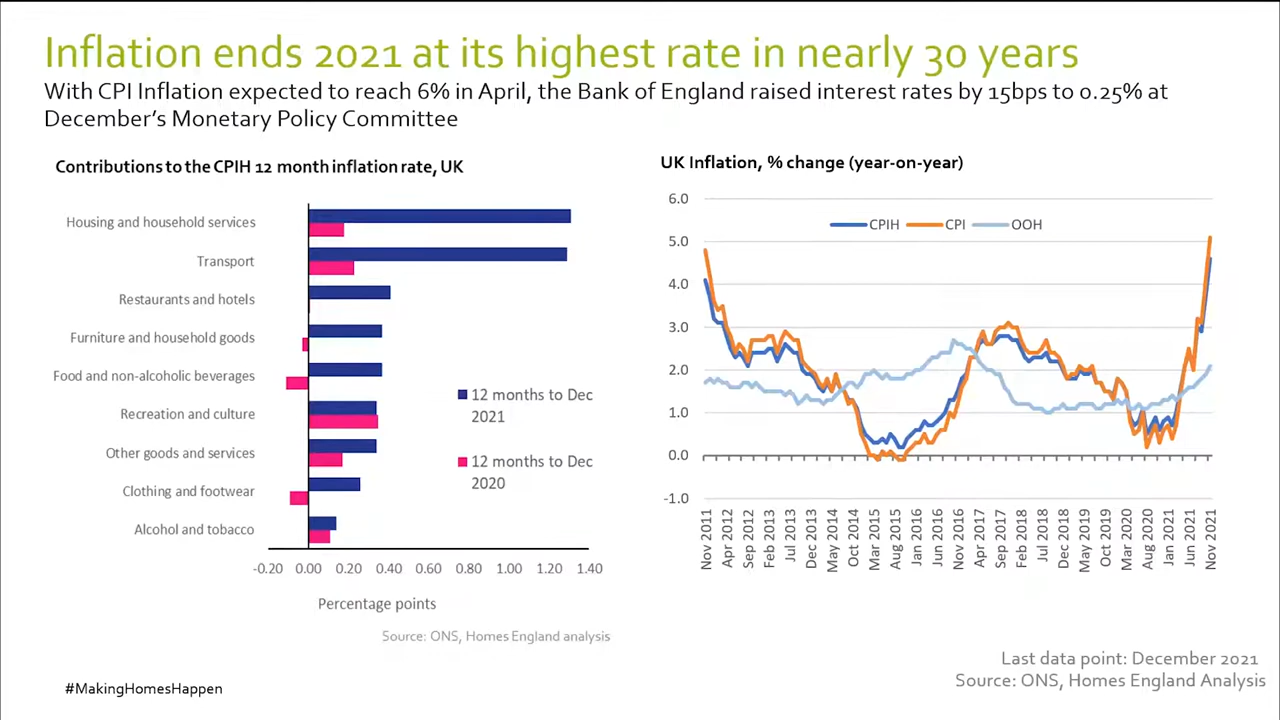 Inflation ends 2021 at its highest rate in nearly 30 years
With CPI Inflation expected to reach 6% in April, the Bank of England raised interest rates by 15bps to 0.25% at
December's Monetary Policy Committee
Contributions to the CPIH 12 month inflation rate, UK
Housing and household services
Transport
Restaurants and hotels
Furniture and household goods
Food and non-alcoholic beverages
Recreation and culture
Other goods and services
Clothing and footwear
Alcohol and tobacco
12 months to Dec
2021
12 months to Dec
2020
-0.20 0.00 0.20 0.40 0.60 0.80 1.00 1.20 1.40
Percentage points
Source: ONS, Homes England analysis
UK Inflation, % change (year-on-year)
6.0
5.0
4.0
3.0
2.0
1.0
0.0
-1.0
CPIH CPI OOH
Nov 2011
Apr 2012
Sep 2012
Feb 2013
Jul 2013
Dec 2013
May 2014
Oct 2014
Mar 2015
Aug 2015
Jan 2016
Jun 2016
Nov 2016
Apr 2017
Sep 2017
Feb 2018
Jul 2018
Dec 2018
May 2019
Oct 2019
Mar 2020
Aug 2020
Jan 2021
Jun 2021
Nov 2021
Last data point: December 2021
Source: ONS, Homes England Analysis
#MakingHomesHappen